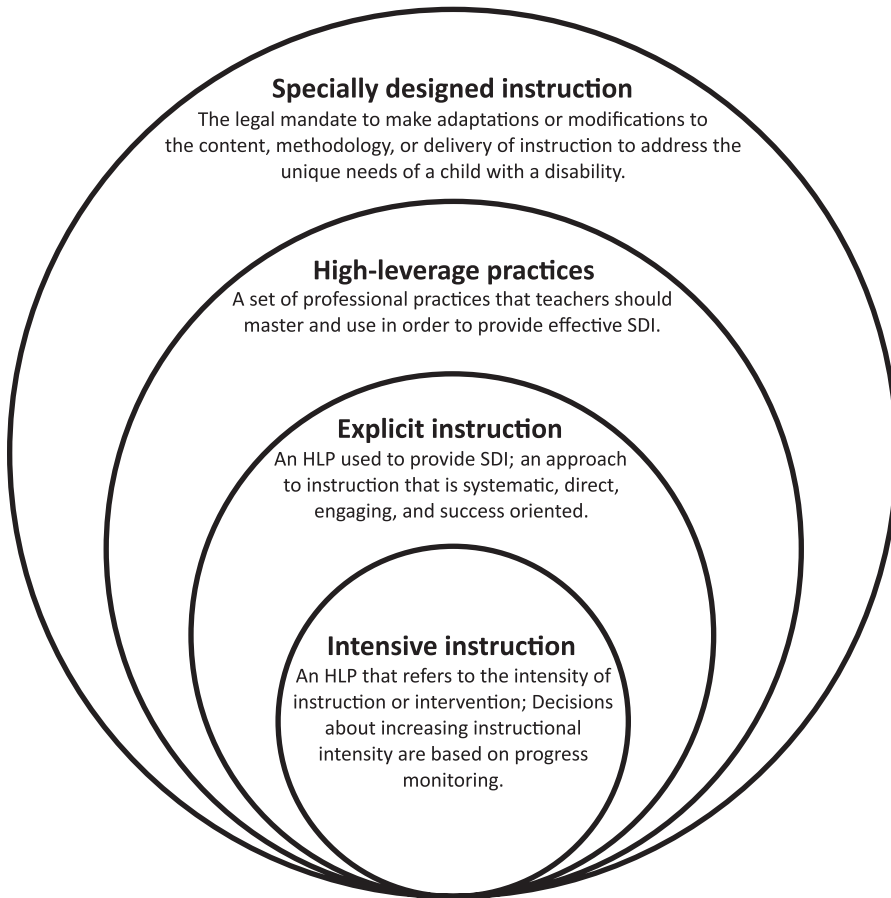 Specially designed instruction
The legal mandate to make adaptations or modifications to
the content, methodology, or delivery of instruction to address the
unique needs of a child with a disability.
High-leverage practices
A set of professional practices that teachers should
master and use in order to provide effective SDI.
Explicit instruction
An HLP used to provide SDI; an approach
to instruction that is systematic, direct,
engaging, and success oriented.
Intensive instruction
An HLP that refers to the intensity of
instruction or intervention; Decisions
about increasing instructional
intensity are based on progress
monitoring.